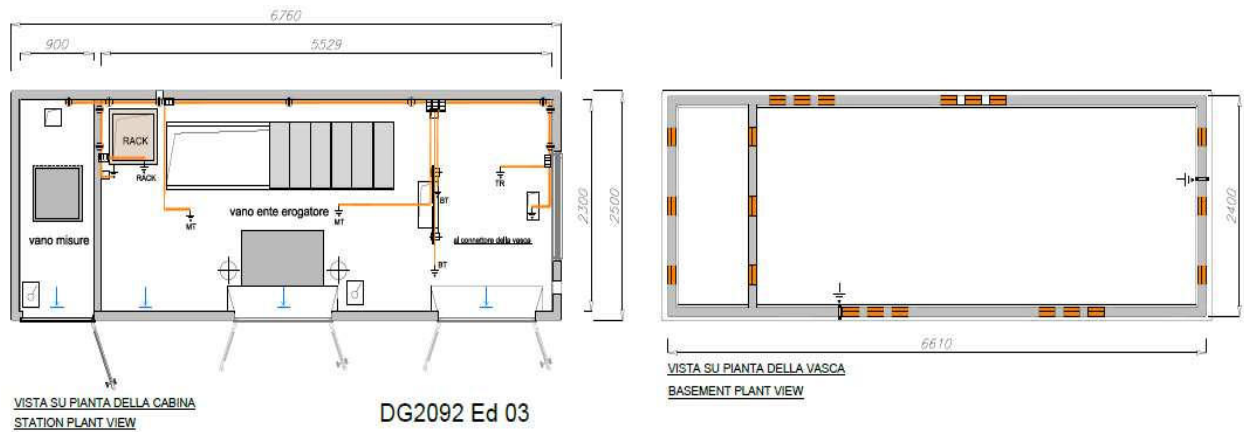 6760
900
5529
RACK
RACK
MT
vano ente erogatore
MT
BT
TR
vano misure
al connettore della vasca
BT
2300
2500
2400
6610
VISTA SU PIANTA DELLA CABINA
STATION PLANT VIEW
DG2092 Ed 03
VISTA SU PIANTA DELLA VASCA
BASEMENT PLANT VIEW